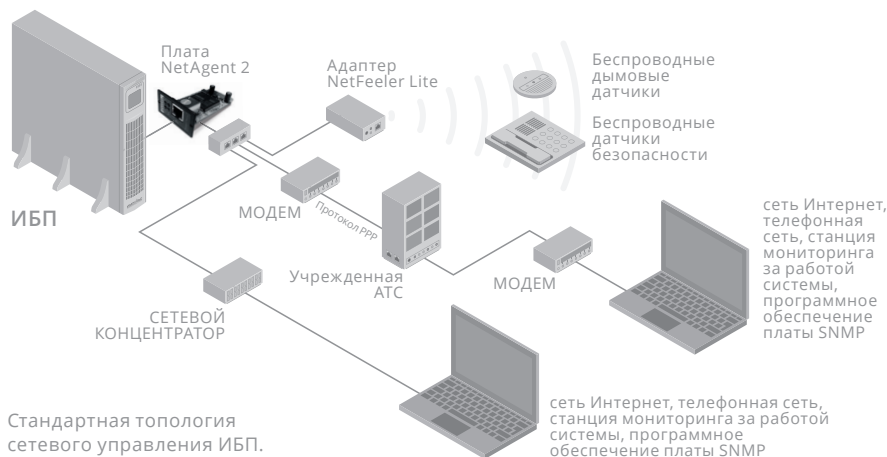 Плата
NetAgent 2
Адаптер
NetFeeler Lite
Беспроводные
дымовые
датчики
Беспроводные
датчики
безопасности
ИБП
МОДЕМ
Протокол PPP
Учрежденная
АТС
МОДЕМ
сеть Интернет,
телефонная
сеть, станция
мониторинга
за работой
системы,
программное
обеспечение
платы SNMP
СЕТЕВОЙ
КОНЦЕНТРАТОР
Стандартная топология
сетевого управления ИБП.
сеть Интернет, телефонная сеть,
станция мониторинга за работой
системы, программное
обеспечение платы SNMP